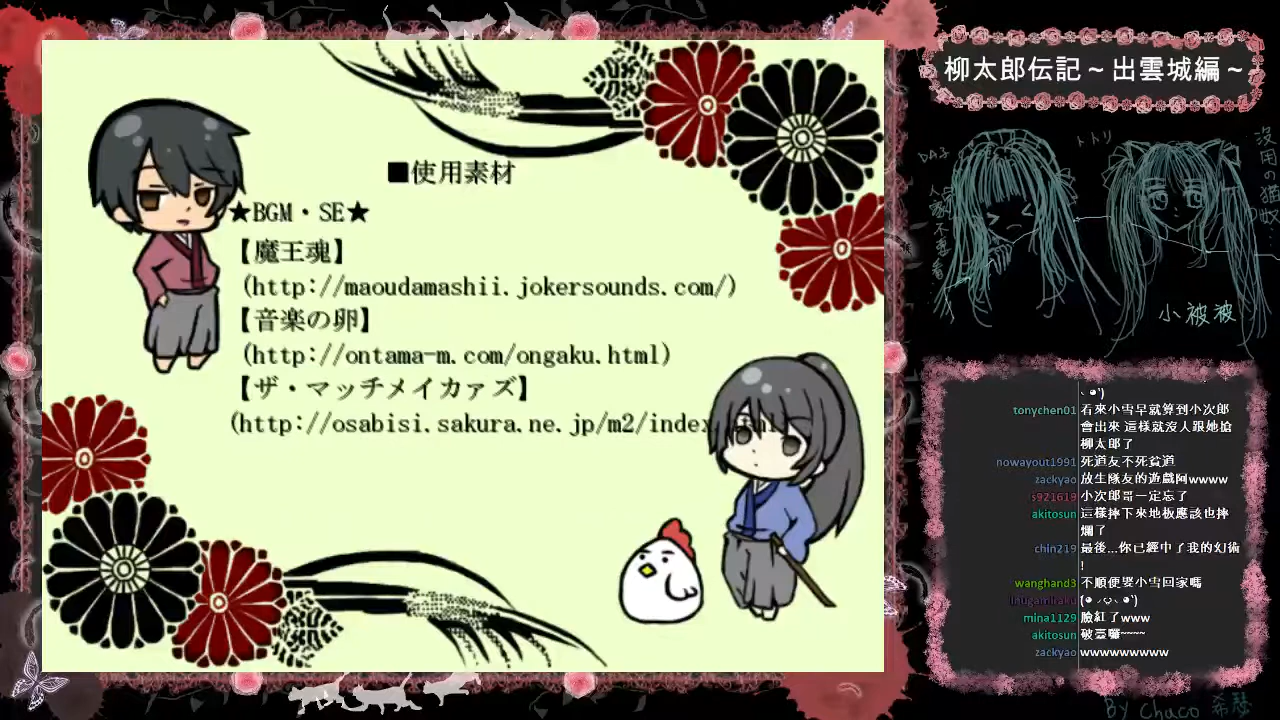 ■使用素材
★BGM・SE★
【魔王魂】
(http://maoudamashii.jokersounds.com/)
【音楽の卵】
(http://ontama-m.com/ongaku.html)
【ザ・マッチメイカァズ】
(http://osabisi.sakura.ne.jp/m2/index.html)
柳太郎伝記~出雲城編~
トトリ
小被被
tonychen01 看來小雪早就算到小次郎
會出來 這樣就沒人跟她搶
柳太郎了
nowayout1991 死道友不死貧道
zackyao 放生隊友的遊戲阿wwww
s921619 小次郎哥一定忘了
akitosun 這樣摔下來地板應該也摔
爛了
chin219 最後...你已經中了我的幻術
!
wanghand3 不順便娶小雪回家嗎
mina1129 臉紅了www
akitosun 破臺囉~~~~
zackyao wwwwwwwww
BY Chaco 希瑟